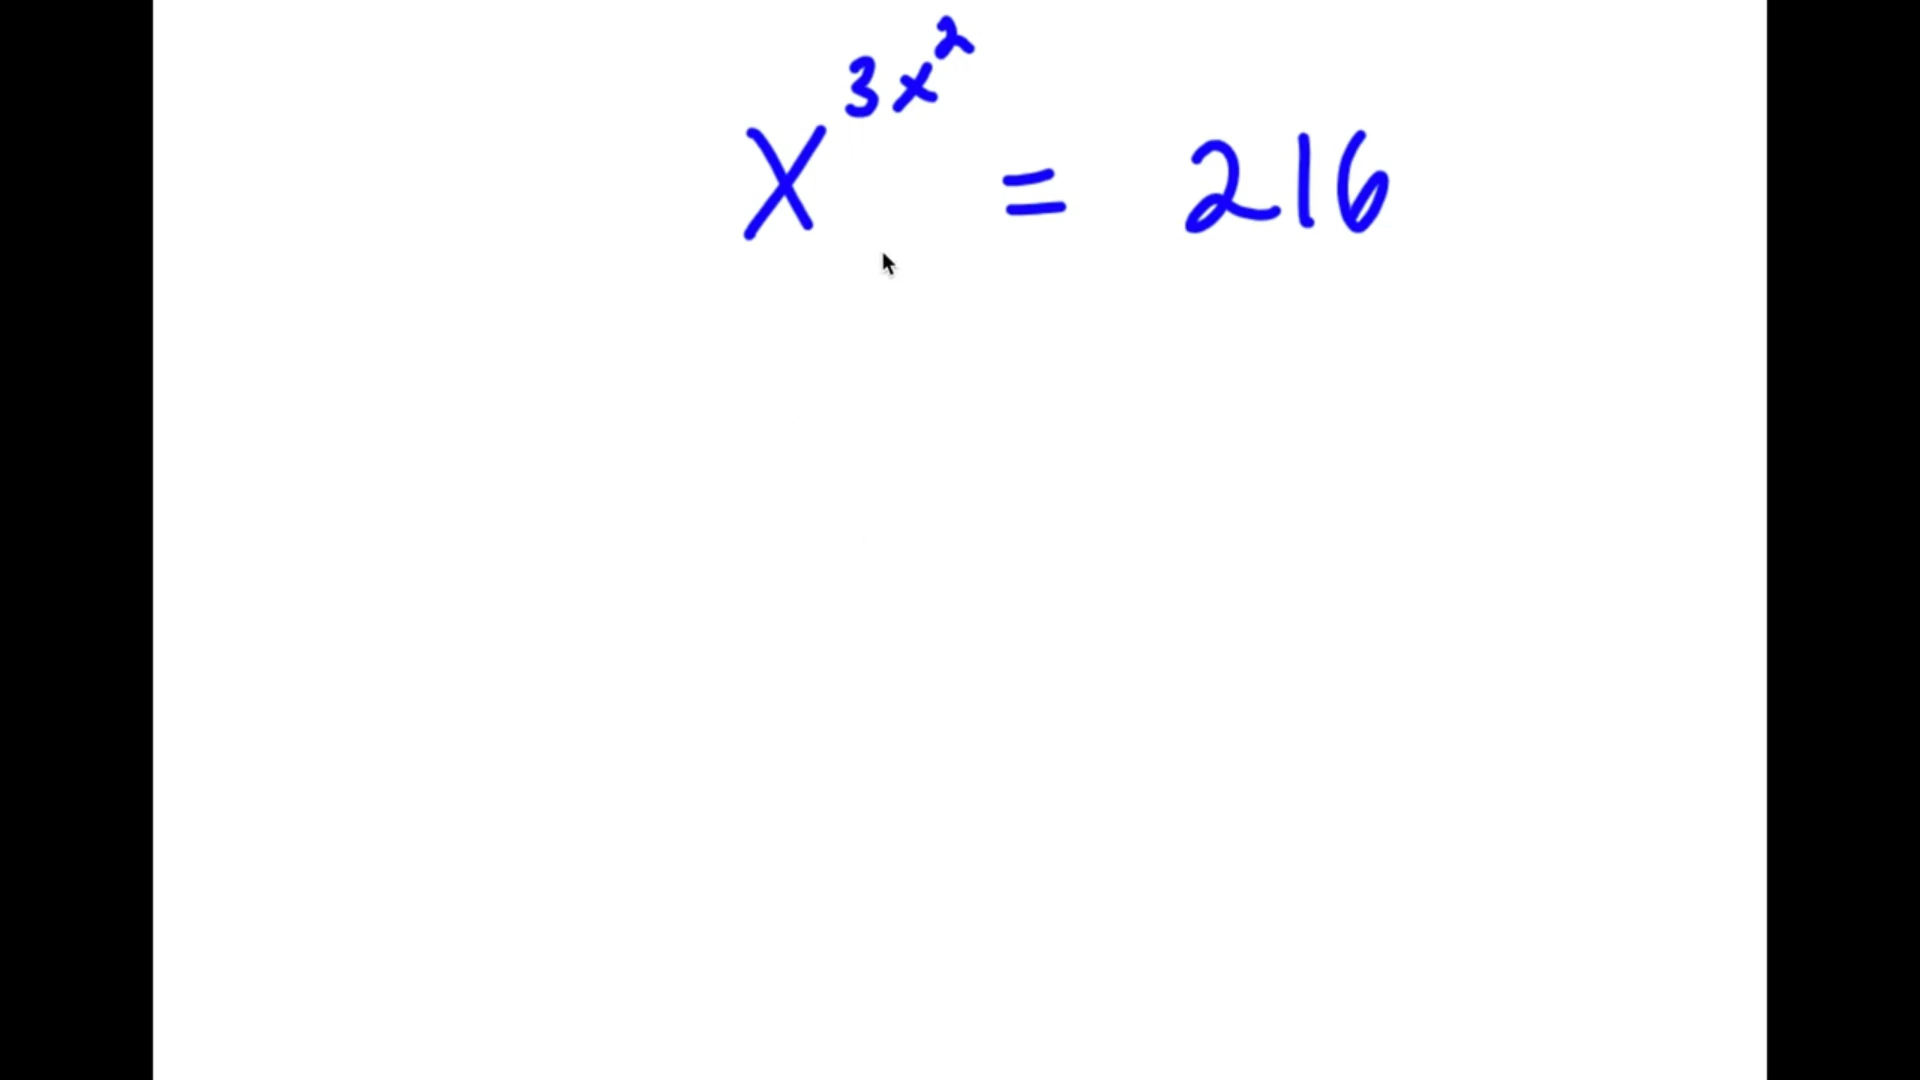 X^{3x^2} = 216